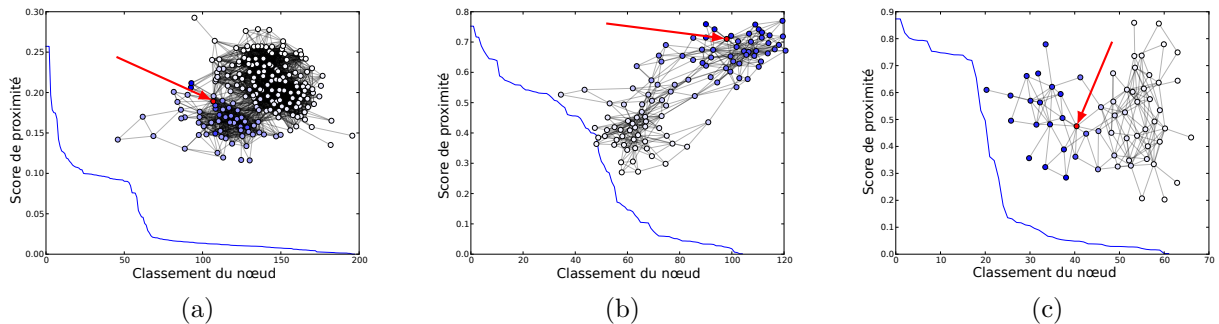 0.30
0.25
0.20
0.15
0.10
0.05
0.00
Score de proximité
0 50 100 150 200
Classement du nœud
(a)
0.8
0.7
0.6
0.5
0.4
0.3
0.2
0.1
0.0
Score de proximité
0 20 40 60 80 100 120
Classement du nœud
(b)
0.9
0.8
0.7
0.6
0.5
0.4
0.3
0.2
0.1
0.0
Score de proximité
0 10 20 30 40 50 60 70
Classement du nœud
(c)